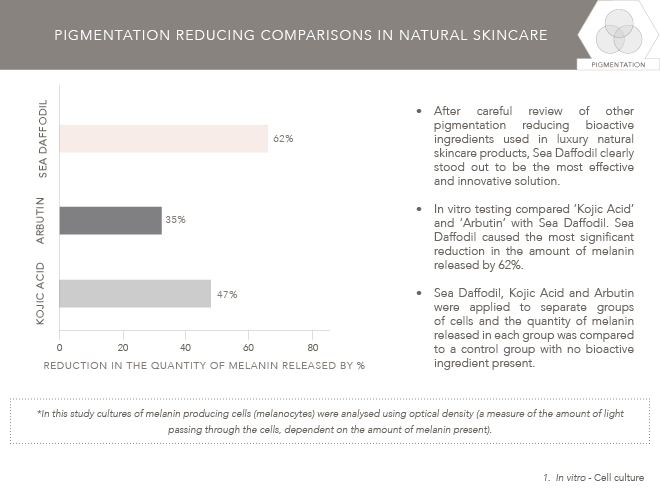 PIGMENTATION REDUCING COMPARISONS IN NATURAL SKINCARE
PIGMENTATION
SEA DAFFODIL
62%
ARBUTIN
35%
KOJIC ACID
47%
0 20 40 60 80
REDUCTION IN THE QUANTITY OF MELANIN RELEASED BY %
• After careful review of other
pigmentation reducing bioactive
ingredients used in luxury natural
skincare products, Sea Daffodil clearly
stood out to be the most effective
and innovative solution.
• In vitro testing compared ‘Kojic Acid’
and ‘Arbutin’ with Sea Daffodil. Sea
Daffodil caused the most significant
reduction in the amount of melanin
released by 62%.
• Sea Daffodil, Kojic Acid and Arbutin
were applied to separate groups
of cells and the quantity of melanin
released in each group was compared
to a control group with no bioactive
ingredient present.
*In this study cultures of melanin producing cells (melanocytes) were analysed using optical density (a measure of the amount of light
passing through the cells, dependent on the amount of melanin present).
1. In vitro - Cell culture